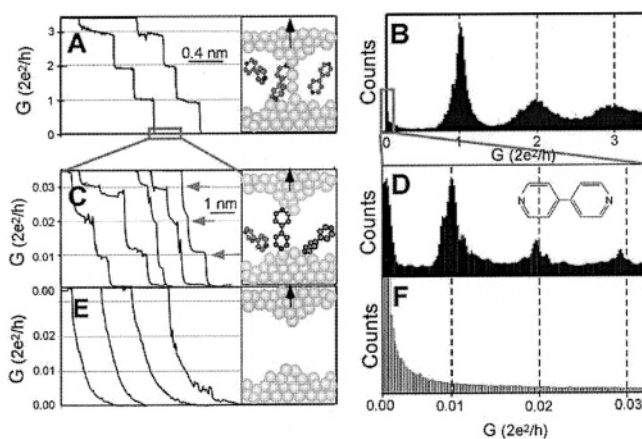 A
G (2e²/h)
3
2
1
0
0.4 nm
B
Counts
0 1 2 3
G (2e²/h)
C
G (2e²/h)
0.03
0.02
0.01
1 nm
D
Counts
N
N
E
G (2e²/h)
0.00
0.02
0.01
0.00
F
Counts
0.00 0.01 0.02 0.03
G (2e²/h)